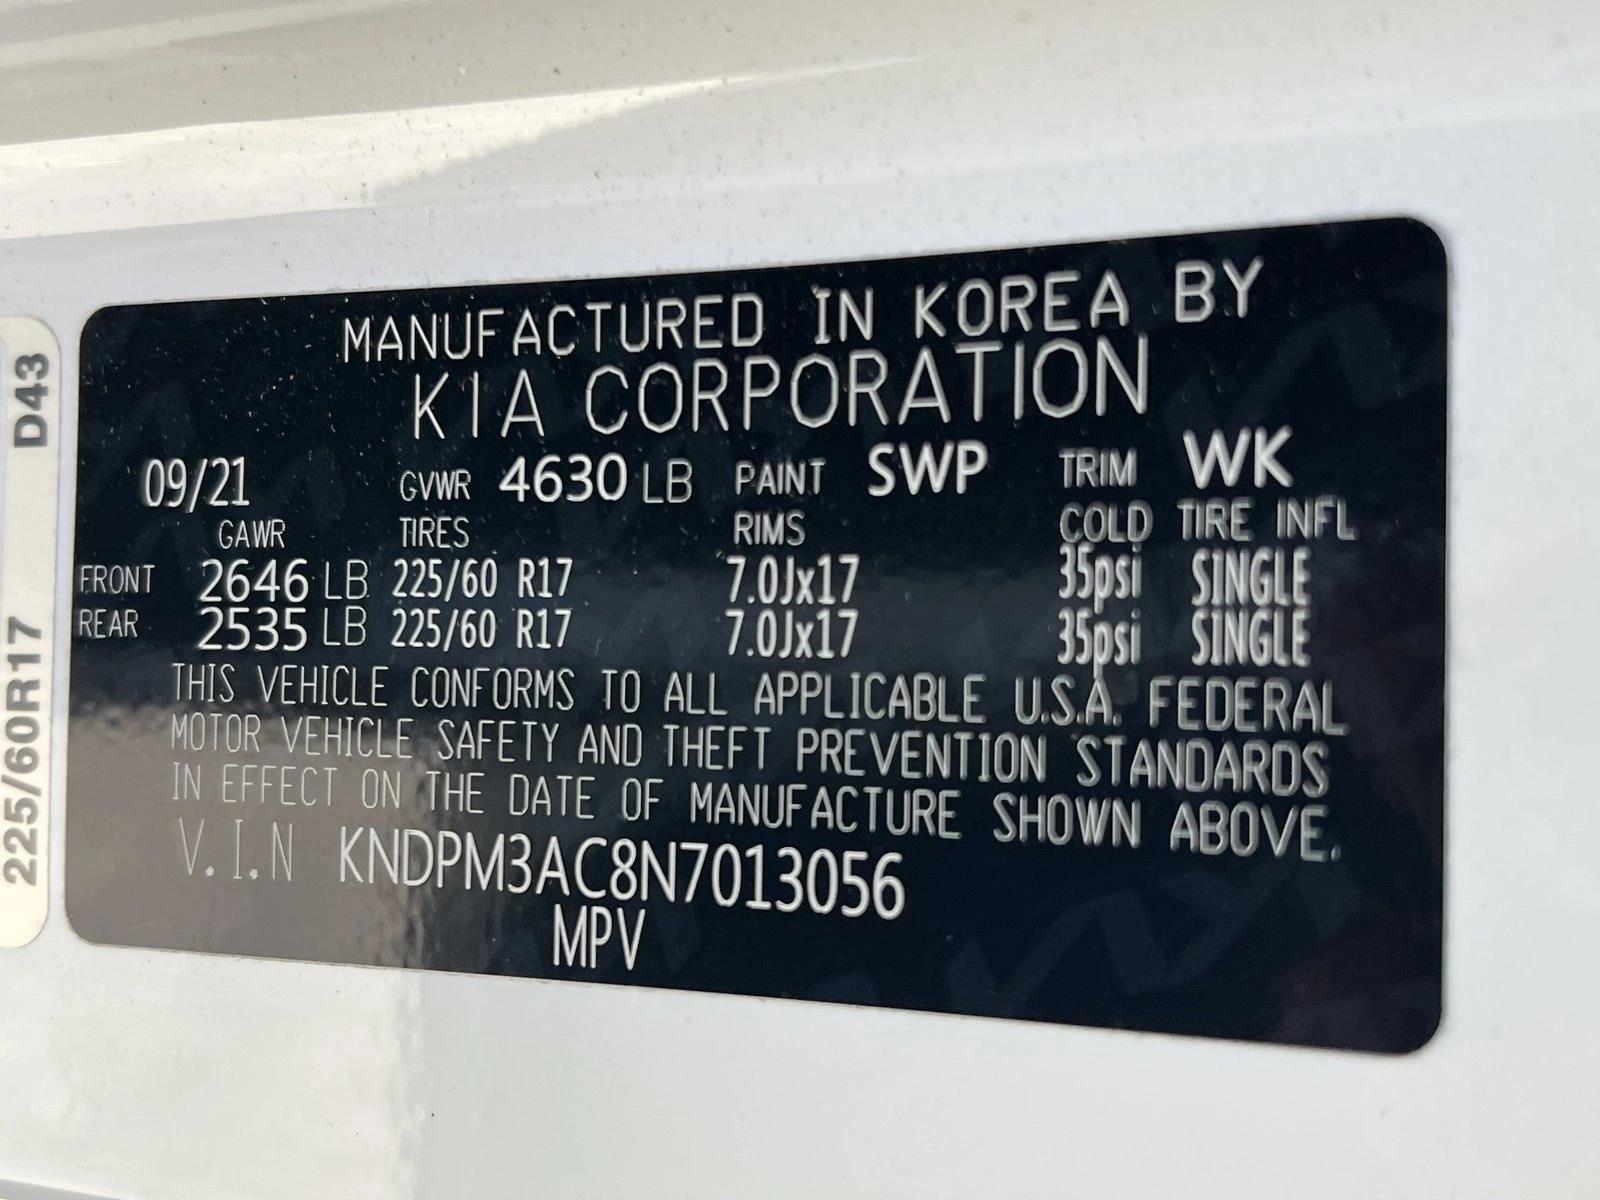 MANUFACTURED IN KOREA BY
KIA CORPORATION
09/21 GVWR 4630 LB PAINT SWP TRIM WK
GAWR TIRES RIMS COLD TIRE INFL
FRONT 2646 LB 225/60 R17 7.0Jx17 35psi SINGLE
REAR 2535 LB 225/60 R17 7.0Jx17 35psi SINGLE
THIS VEHICLE CONFORMS TO ALL APPLICABLE U.S.A. FEDERAL
MOTOR VEHICLE SAFETY AND THEFT PREVENTION STANDARDS
IN EFFECT ON THE DATE OF MANUFACTURE SHOWN ABOVE.
V.I.N KNDPM3AC8N7013056
MPV
225/60R17 D43